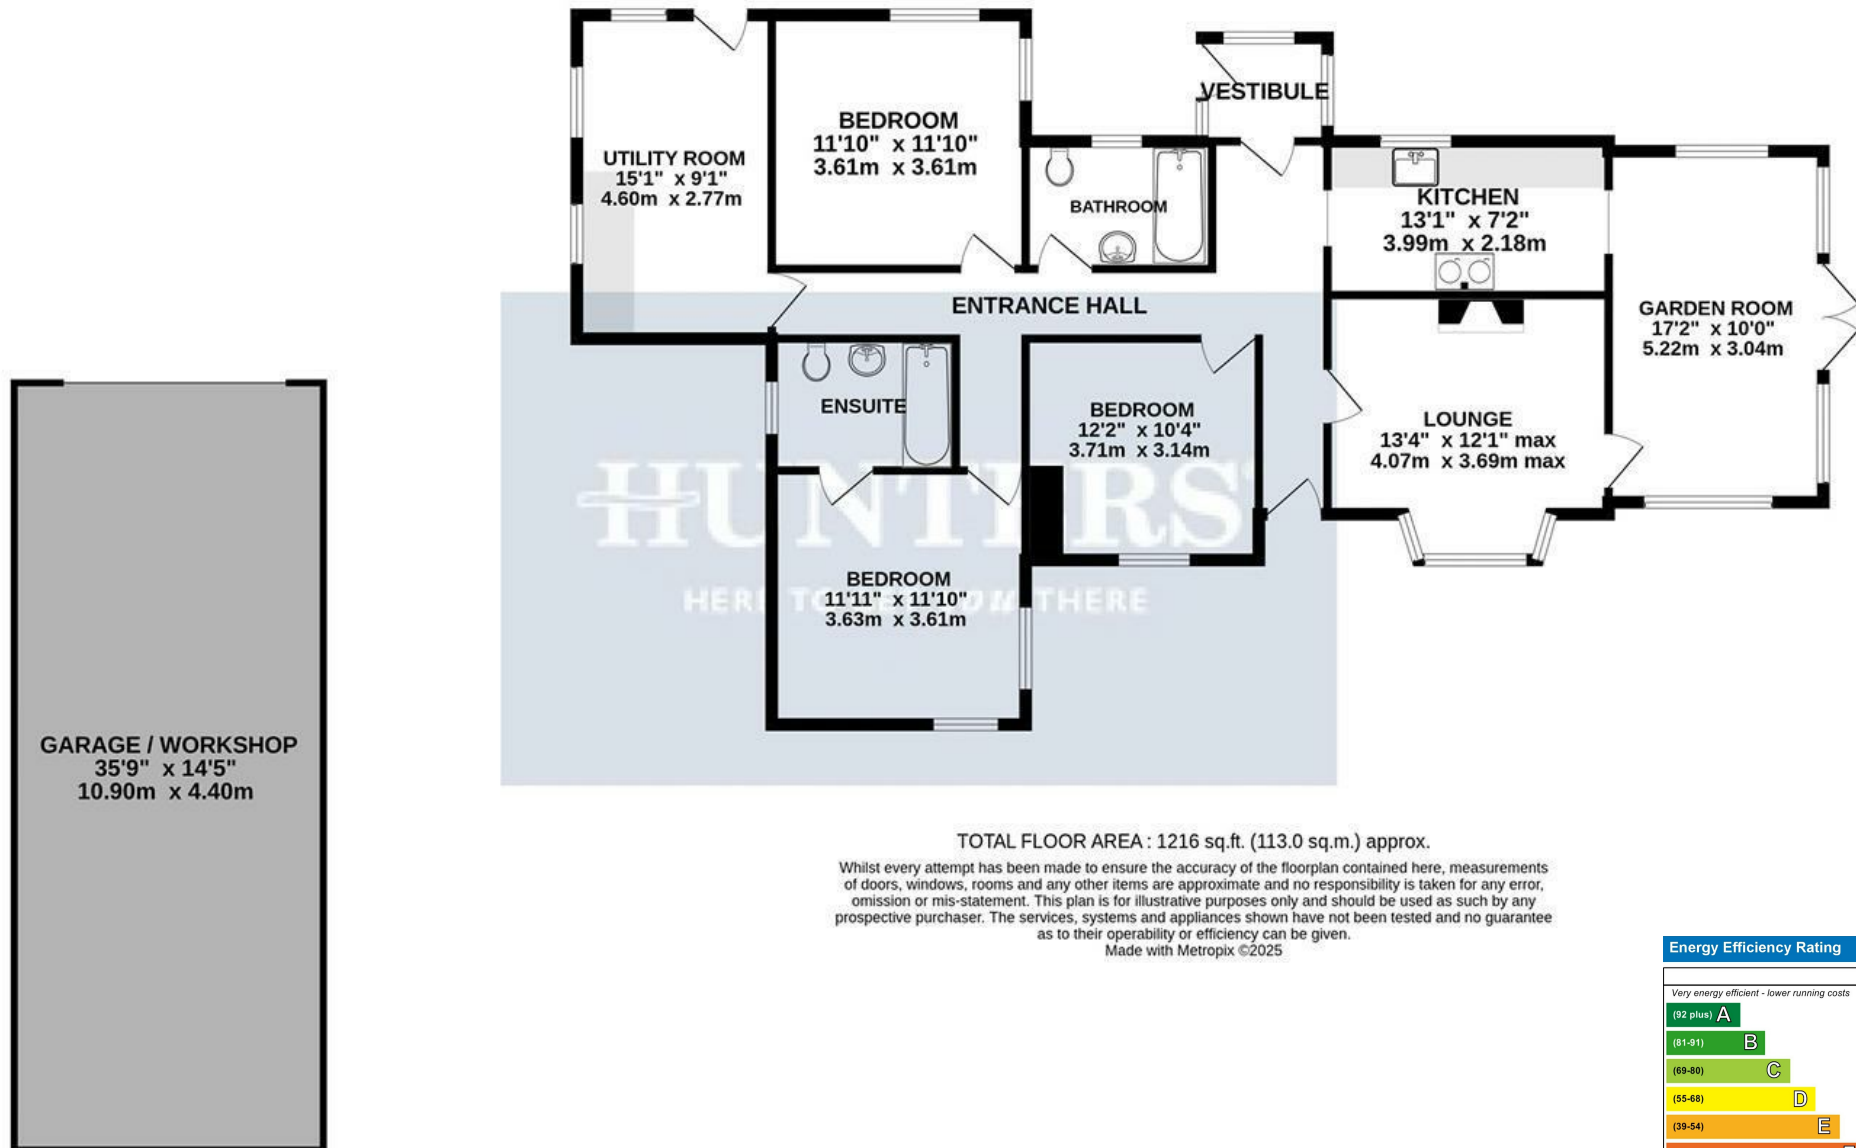 UTILITY ROOM
15'1" x 9'1"
4.60m x 2.77m
BEDROOM
11'10" x 11'10"
3.61m x 3.61m
VESTIBULE
BATHROOM
KITCHEN
13'1" x 7'2"
3.99m x 2.18m
GARDEN ROOM
17'2" x 10'0"
5.22m x 3.04m
ENTRANCE HALL
ENSUITE
BEDROOM
12'2" x 10'4"
3.71m x 3.14m
LOUNGE
13'4" x 12'1" max
4.07m x 3.69m max
HUNTERS
HERE TO GET YOU THERE
BEDROOM
11'11" x 11'10"
3.63m x 3.61m
GARAGE / WORKSHOP
35'9" x 14'5"
10.90m x 4.40m
TOTAL FLOOR AREA : 1216 sq.ft. (113.0 sq.m.) approx.
Whilst every attempt has been made to ensure the accuracy of the floorplan contained here, measurements
of doors, windows, rooms and any other items are approximate and no responsibility is taken for any error,
omission or mis-statement. This plan is for illustrative purposes only and should be used as such by any
prospective purchaser. The services, systems and appliances shown have not been tested and no guarantee
as to their operability or efficiency can be given.
Made with Metropix ©2025
Energy Efficiency Rating
Very energy efficient - lower running costs
(92 plus) A
(81-91) B
(69-80) C
(55-68) D
(39-54) E